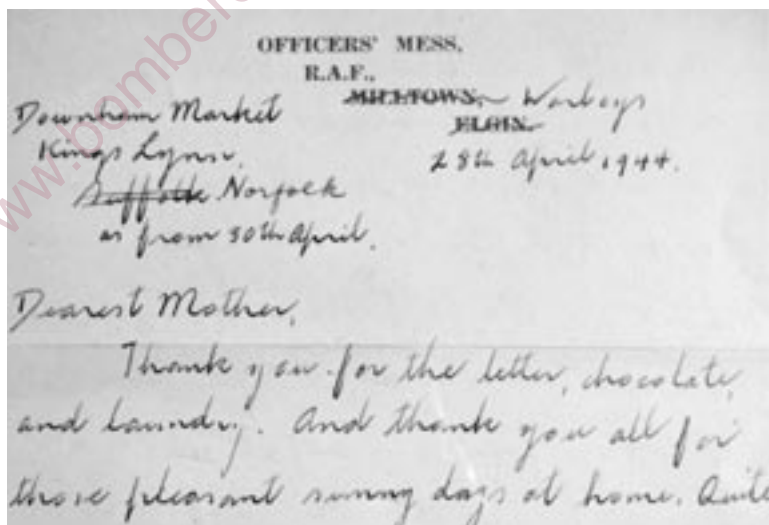 OFFICERS' MESS,
R.A.F.,
MILLTOWN, Warboys
ELGIN.
28th April 1944.
Downham Market
Kings Lynn,
Suffolk Norfolk
as from 30th April.
Dearest Mother,
Thank you for the letter, chocolate,
and laundry. And thank you all for
those pleasant sunny days at home. Quite
www.bomberc